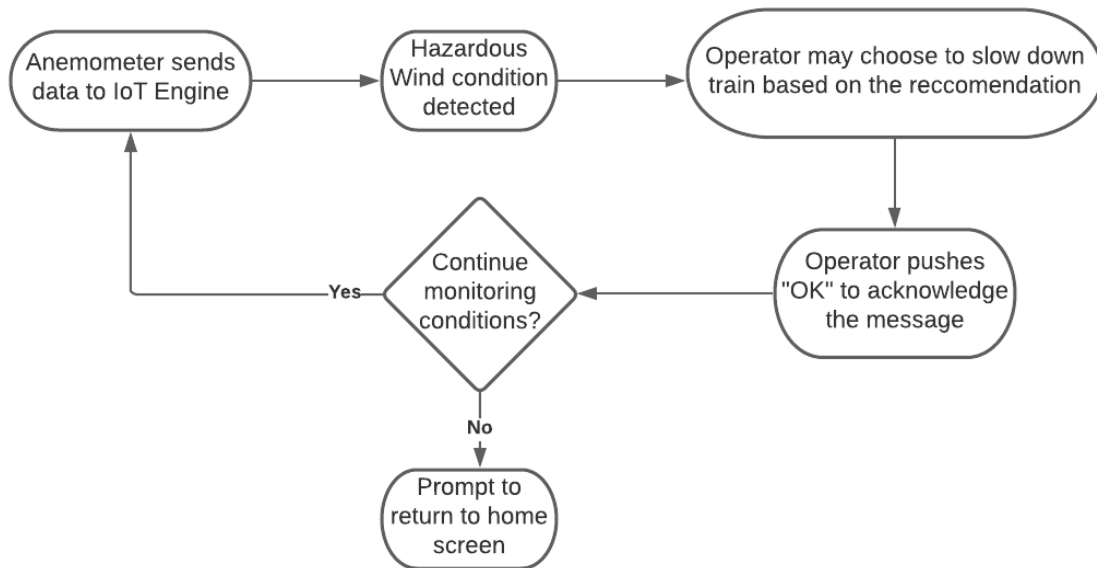 Anemometer sends
data to IoT Engine
Hazardous
Wind condition
detected
Operator may choose to slow down
train based on the reccomendation
Operator pushes
"OK" to acknowledge
the message
Continue
monitoring
conditions?
Yes
No
Prompt to
return to home
screen